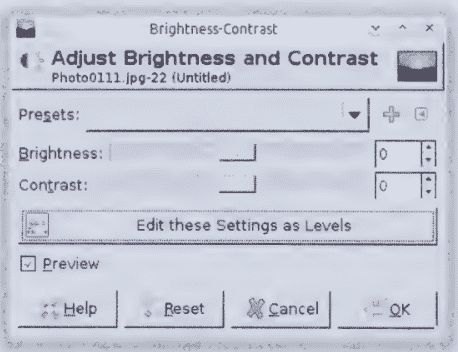 Brightness-Contrast
Adjust Brightness and Contrast
Photo0111.jpg-22 (Untitled)
Presets:
Brightness: 0
Contrast: 0
Edit these Settings as Levels
Preview
Help Reset Cancel OK